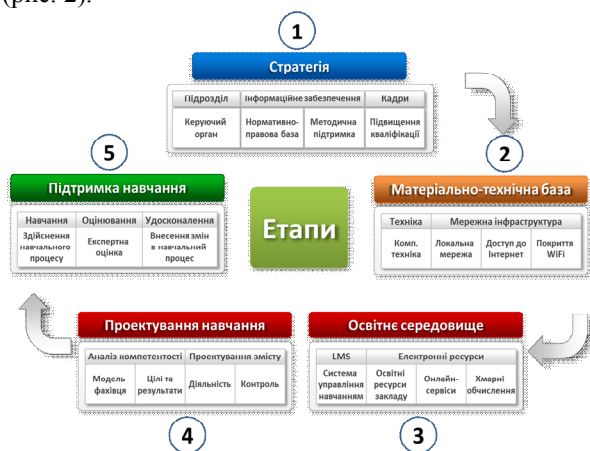 (рис. 2).
1
Стратегія
Підрозділ Інформаційне забезпечення Кадри
Керуючий орган Нормативно-правова база Методична підтримка Підвищення кваліфікації
2
Матеріально-технічна база
Техніка Мережна інфраструктура
Комп. техніка Локальна мережа Доступ до Інтернет Покриття WiFi
Етапи
5
Підтримка навчання
Навчання Оцінювання Удосконалення
Здійснення навчального процесу Експертна оцінка Внесення змін в навчальний процес
Проектування навчання
Аналіз компетентості Проектування змісту
Модель фахівця Цілі та результати Діяльність Контроль
4
Освітнє середовище
LMS Електронні ресурси
Система управління навчанням Освітні ресурси закладу Онлайн-сервіси Хмарні обчислення
3